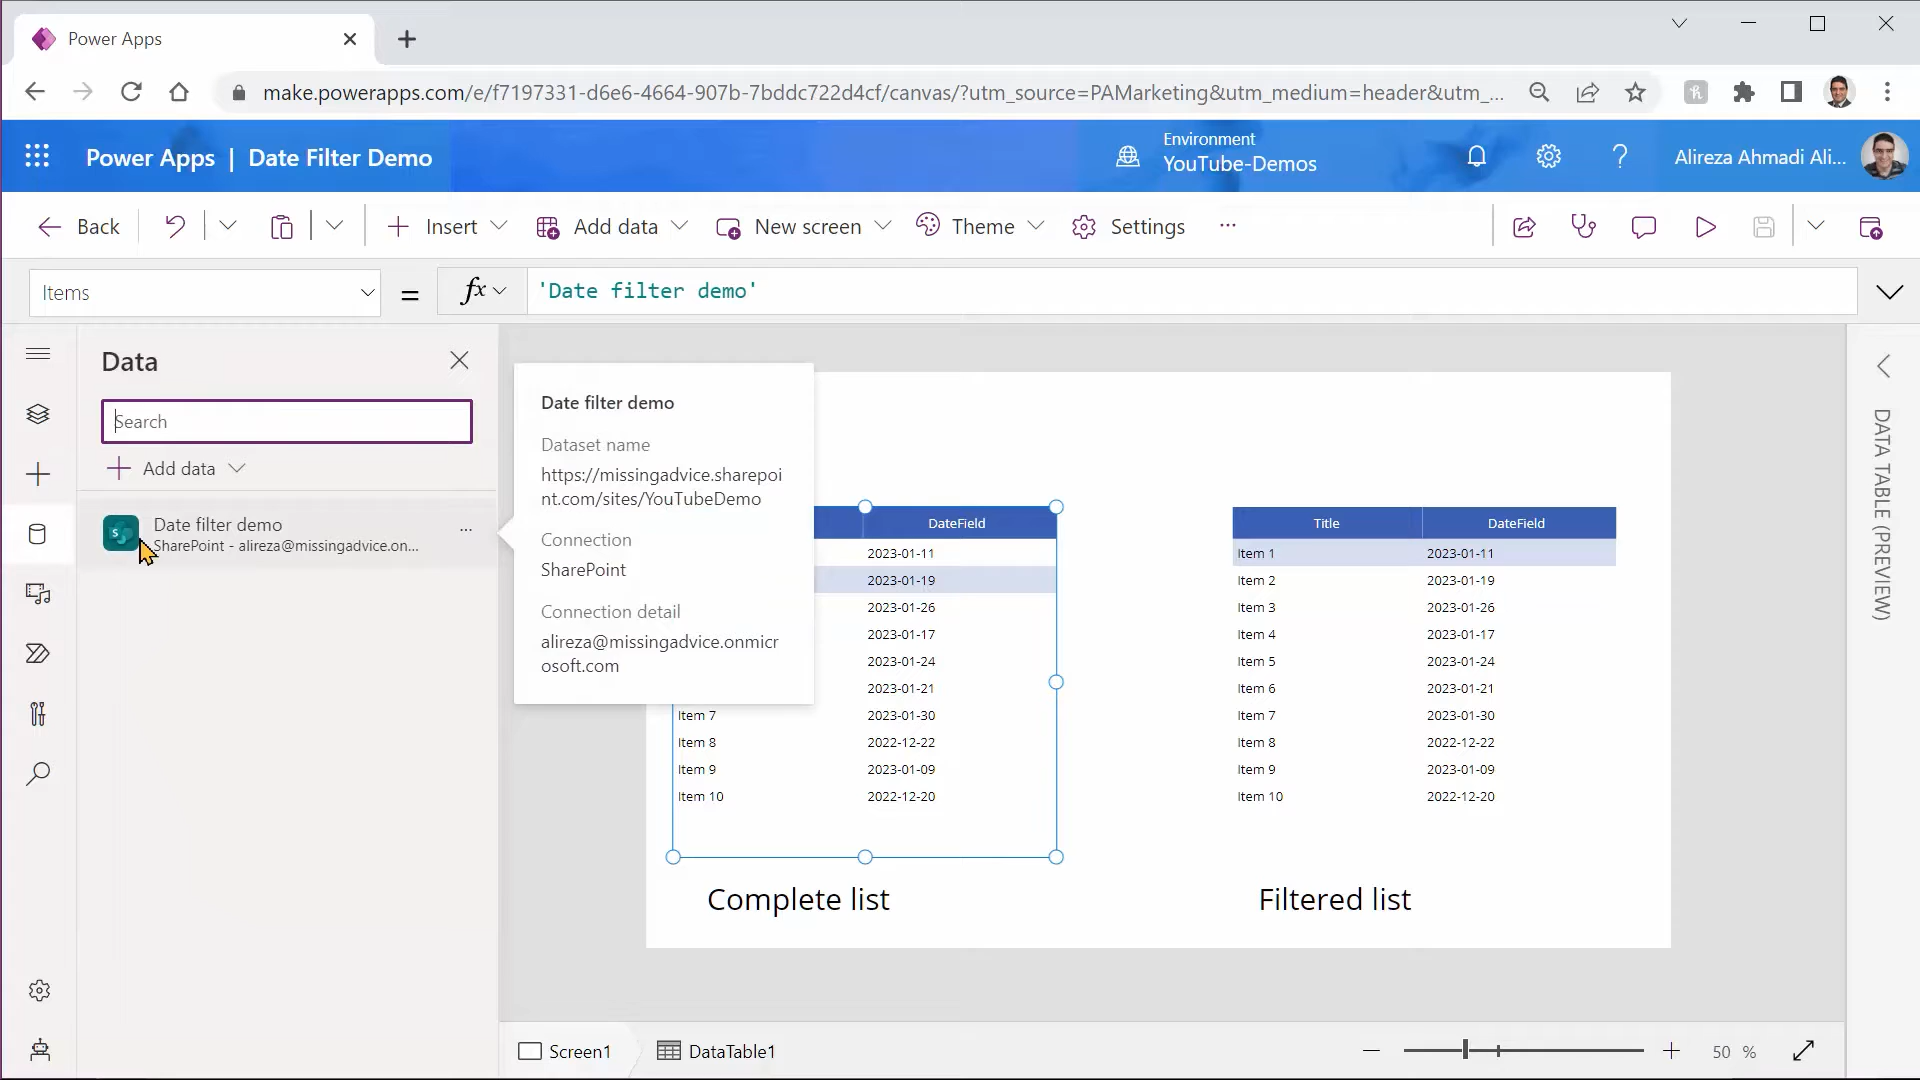 Power Apps
make.powerapps.com/e/f7197331-d6e6-4664-907b-7bddc722d4cf/canvas/?utm_source=PAMarketing&utm_medium=header&utm_...
Power Apps | Date Filter Demo
Environment
YouTube-Demos
Alireza Ahmadi Ali...
Back
Insert
Add data
New screen
Theme
Settings
...
Items
=
fx
'Date filter demo'
Data
Search
Add data
Date filter demo
SharePoint - alireza@missingadvice.on...
...
Date filter demo
Dataset name
https://missingadvice.sharepoi
nt.com/sites/YouTubeDemo
Connection
SharePoint
Connection detail
alireza@missingadvice.onmicr
osoft.com
DateField
2023-01-11
2023-01-19
2023-01-26
2023-01-17
2023-01-24
2023-01-21
Item 7 2023-01-30
Item 8 2022-12-22
Item 9 2023-01-09
Item 10 2022-12-20
Complete list
Title DateField
Item 1 2023-01-11
Item 2 2023-01-19
Item 3 2023-01-26
Item 4 2023-01-17
Item 5 2023-01-24
Item 6 2023-01-21
Item 7 2023-01-30
Item 8 2022-12-22
Item 9 2023-01-09
Item 10 2022-12-20
Filtered list
DATA TABLE (PREVIEW)
Screen1
DataTable1
50 %